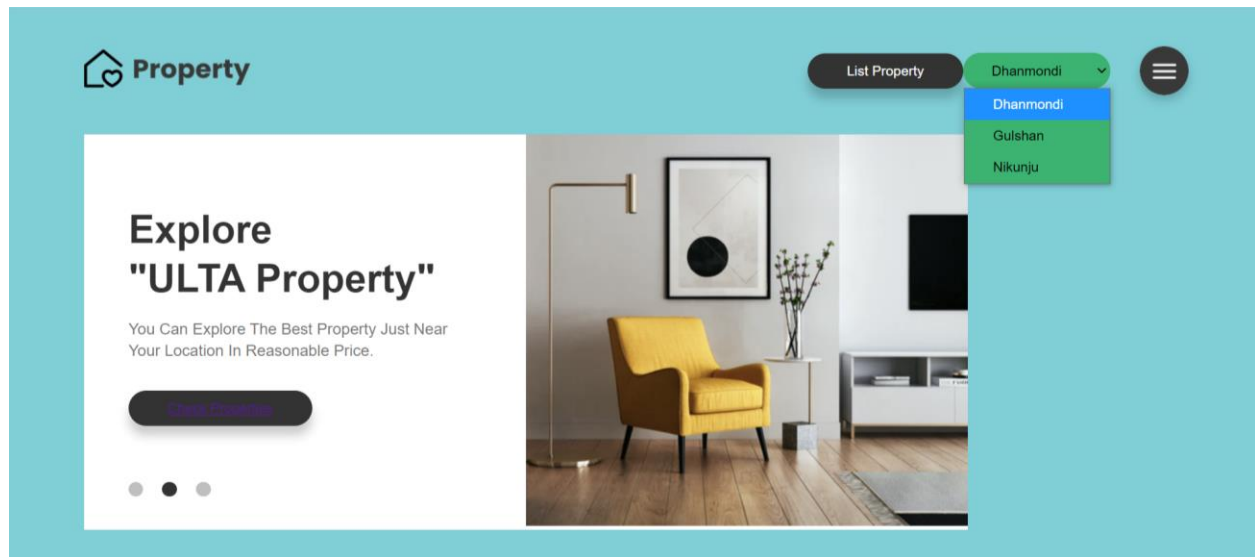 Property
List Property
Dhanmondi
Dhanmondi
Gulshan
Nikunju
Explore
"ULTA Property"
You Can Explore The Best Property Just Near
Your Location In Reasonable Price.